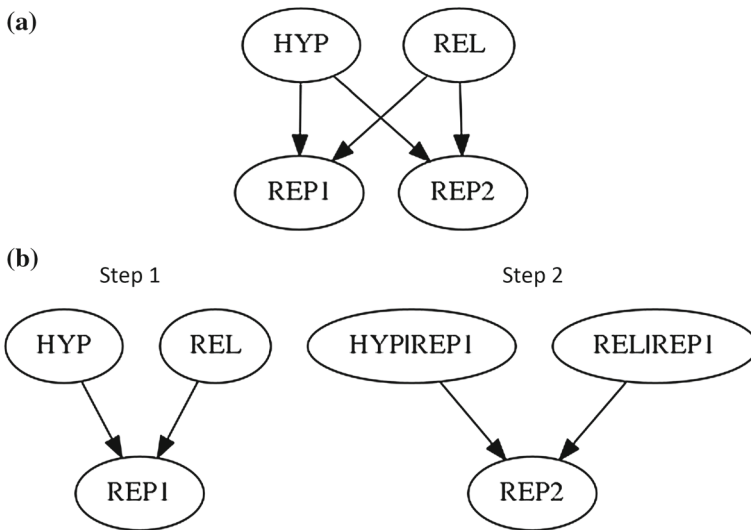 (a)
HYP REL
REP1 REP2
(b)
Step 1 Step 2
HYP REL HYP|REP1 REL|REP1
REP1 REP2